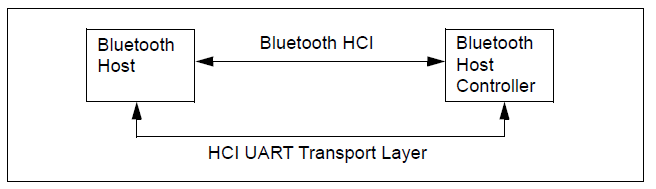 Bluetooth
Host
Bluetooth HCI
Bluetooth
Host
Controller
HCI UART Transport Layer